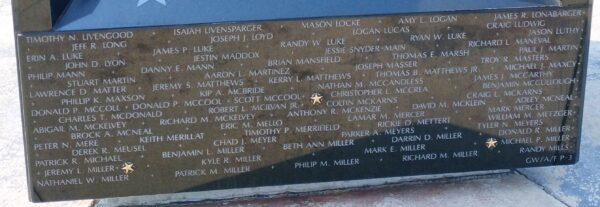 TIMOTHY N. LIVENGOOD ISAIAH LIVENSPARGER MASON LOCKE AMY L. LOGAN JAMES R. LONABARGER
JEFF R. LONG JOSEPH J. LOYD LOGAN LUCAS CRAIG LUDWIG
ERIN A. LUKE JAMES P. LUKE RANDY W. LUKE RYAN W. LUKE JASON LUTHY
JOHN D. LYON JESTIN MADDOX JESSIE SNYDER-MAIN RICHARD L. MANEVAL
PHILIP MANN DANNY E. MANN BRIAN MANSFIELD THOMAS E. MARSH PAUL J. MARTIN
STUART MARTIN AARON L. MARTINEZ JOSEPH MASSER TROY R. MASTERS
LAWRENCE D. MATTER JEREMY S. MATTHEWS KERRY L. MATTHEWS THOMAS B. MATTHEWS JR. MICHAEL J. MAXCY
PHILLIP K. MAXSON KIP A. MCBRIDE NATHAN M. MCCANDLESS JAMES J. MCCARTHY
DONALD P. MCCOLL DONALD P. MCCOOL SCOTT MCCOOL CHRISTOPHER L. MCCREA BENJAMIN J. MCCULLOUGH
CHARLES T. MCDONALD ROBERT L. MCILVAIN JR. COLIN MCKARNS CRAIG L. MCKARNS
ABIGAIL M. MCKELVEY RICHARD M. MCKELVEY ANTHONY R. MCKENZIE DAVID M. MCKLEIN ADLEY MCNEAL
BROCK A. MCNEAL ERIC A. MELLO LAMAR M. MERCER MARK MERCER
PETER N. MERE KEITH MERILLAT TIMOTHY P. MERRIFIELD RICKIE D. METTERT WILLIAM M. METZGER
DEREK R. MEUSEL CHAD J. MEYER PARKER A. MEYERS TYLER N. MEYERS
PATRICK R. MICHAEL BENJAMIN L. MILLER BETH ANN MILLER DARRIN D. MILLER DONALD R. MILLER
JEREMY L. MILLER KYLE R. MILLER MARK E. MILLER MICHAEL P. MILLER
NATHANIEL W. MILLER PATRICK M. MILLER PHILIP M. MILLER RICHARD M. MILLER RANDY MILLS
GW/A/F P-3